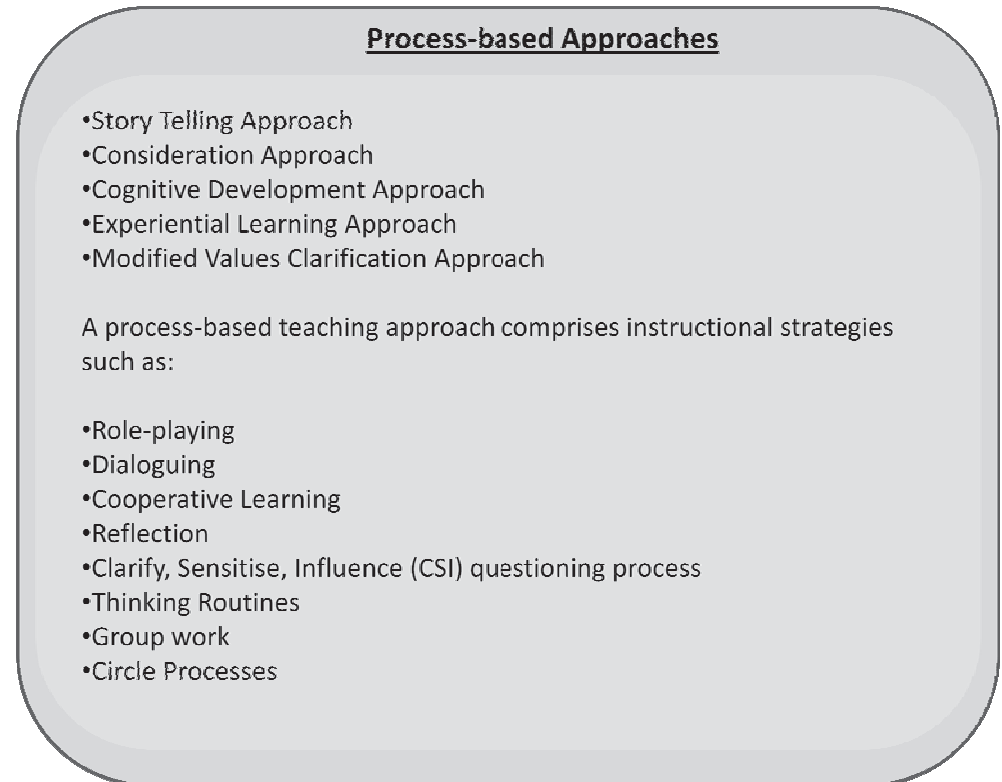 Process-based Approaches
•Story Telling Approach
•Consideration Approach
•Cognitive Development Approach
•Experiential Learning Approach
•Modified Values Clarification Approach
A process-based teaching approach comprises instructional strategies
such as:
•Role-playing
•Dialoguing
•Cooperative Learning
•Reflection
•Clarify, Sensitise, Influence (CSI) questioning process
•Thinking Routines
•Group work
•Circle Processes